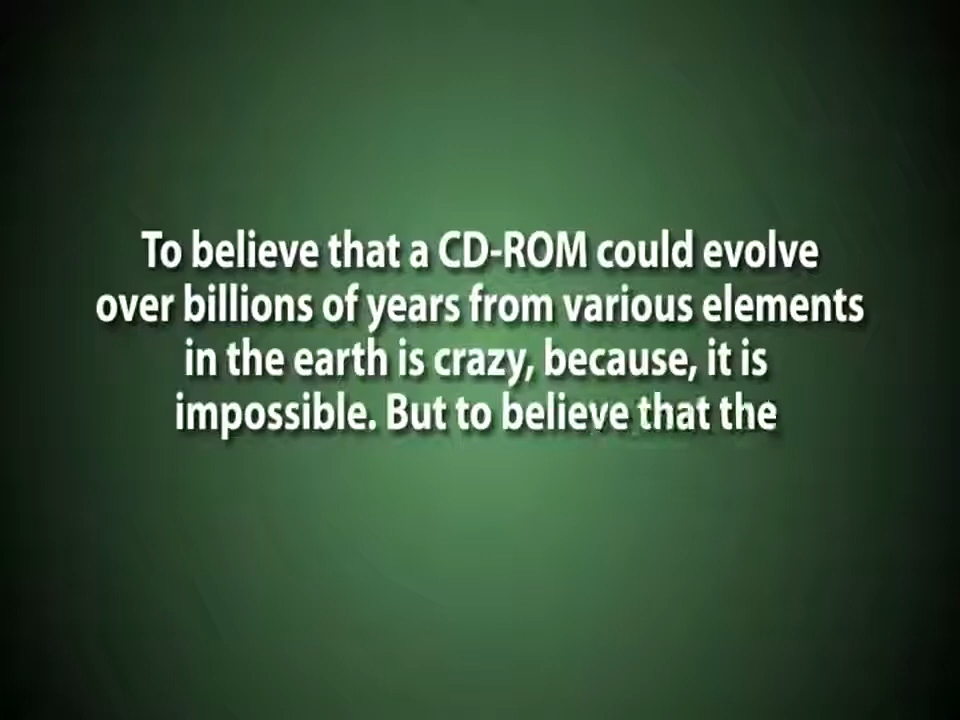 To believe that a CD-ROM could evolve
over billions of years from various elements
in the earth is crazy, because, it is
impossible. But to believe that the